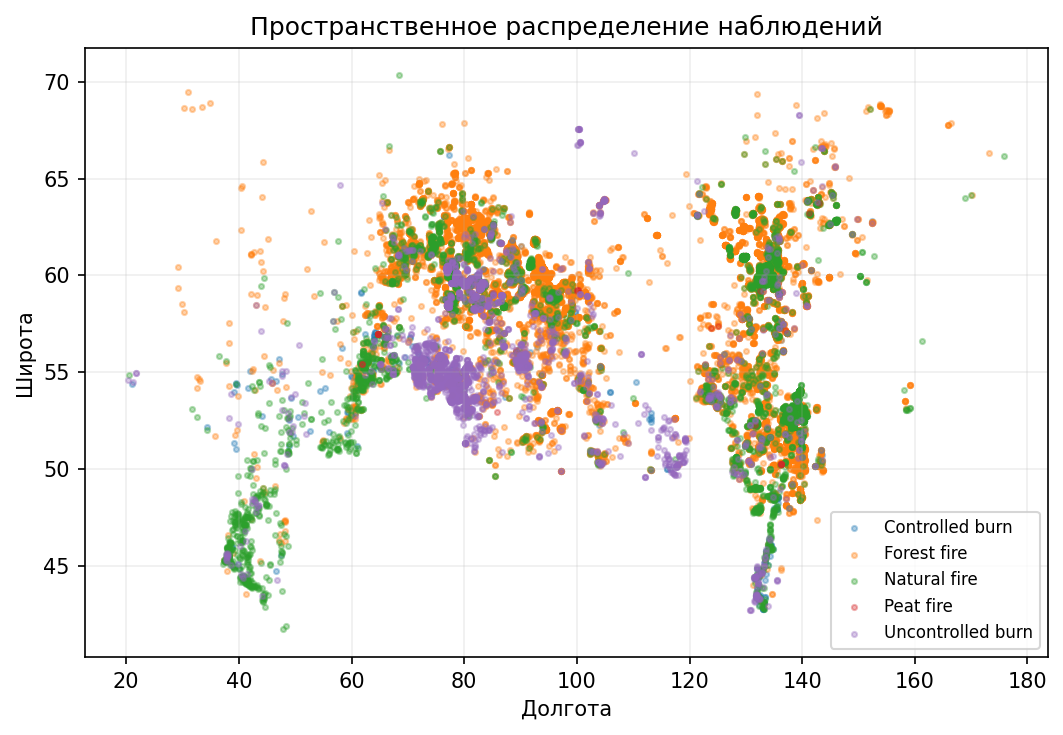 Пространственное распределение наблюдений
Широта
70
65
60
55
50
45
20
40
60
80
100
120
140
160
180
Долгота
Controlled burn
Forest fire
Natural fire
Peat fire
Uncontrolled burn